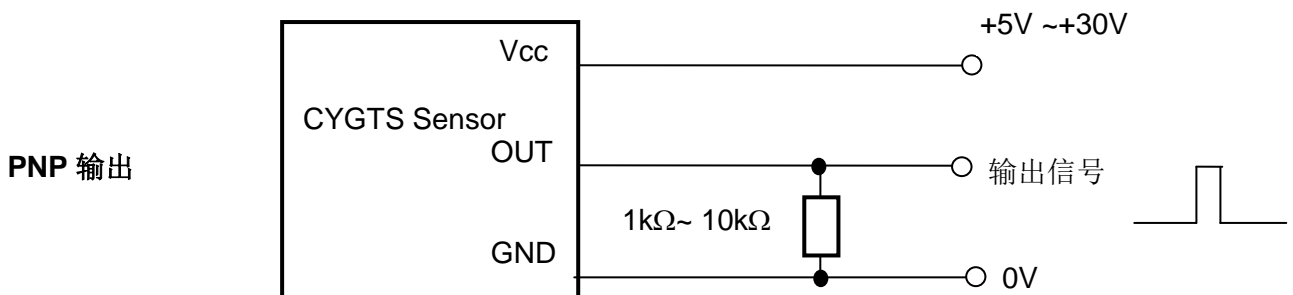 +5V ~+30V
Vcc
CYGTS Sensor
OUT
PNP 输出
输出信号
1kΩ~ 10kΩ
GND
0V